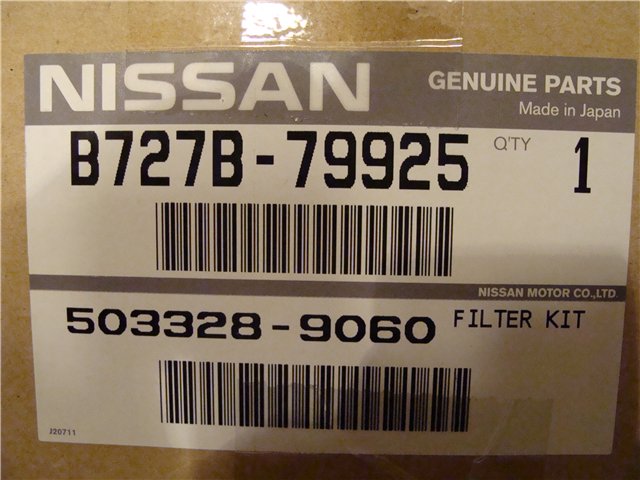 NISSAN GENUINE PARTS
Made in Japan
B727B-79925 Q'TY 1
NISSAN MOTOR CO.,LTD.
503328-9060 FILTER KIT
J20711